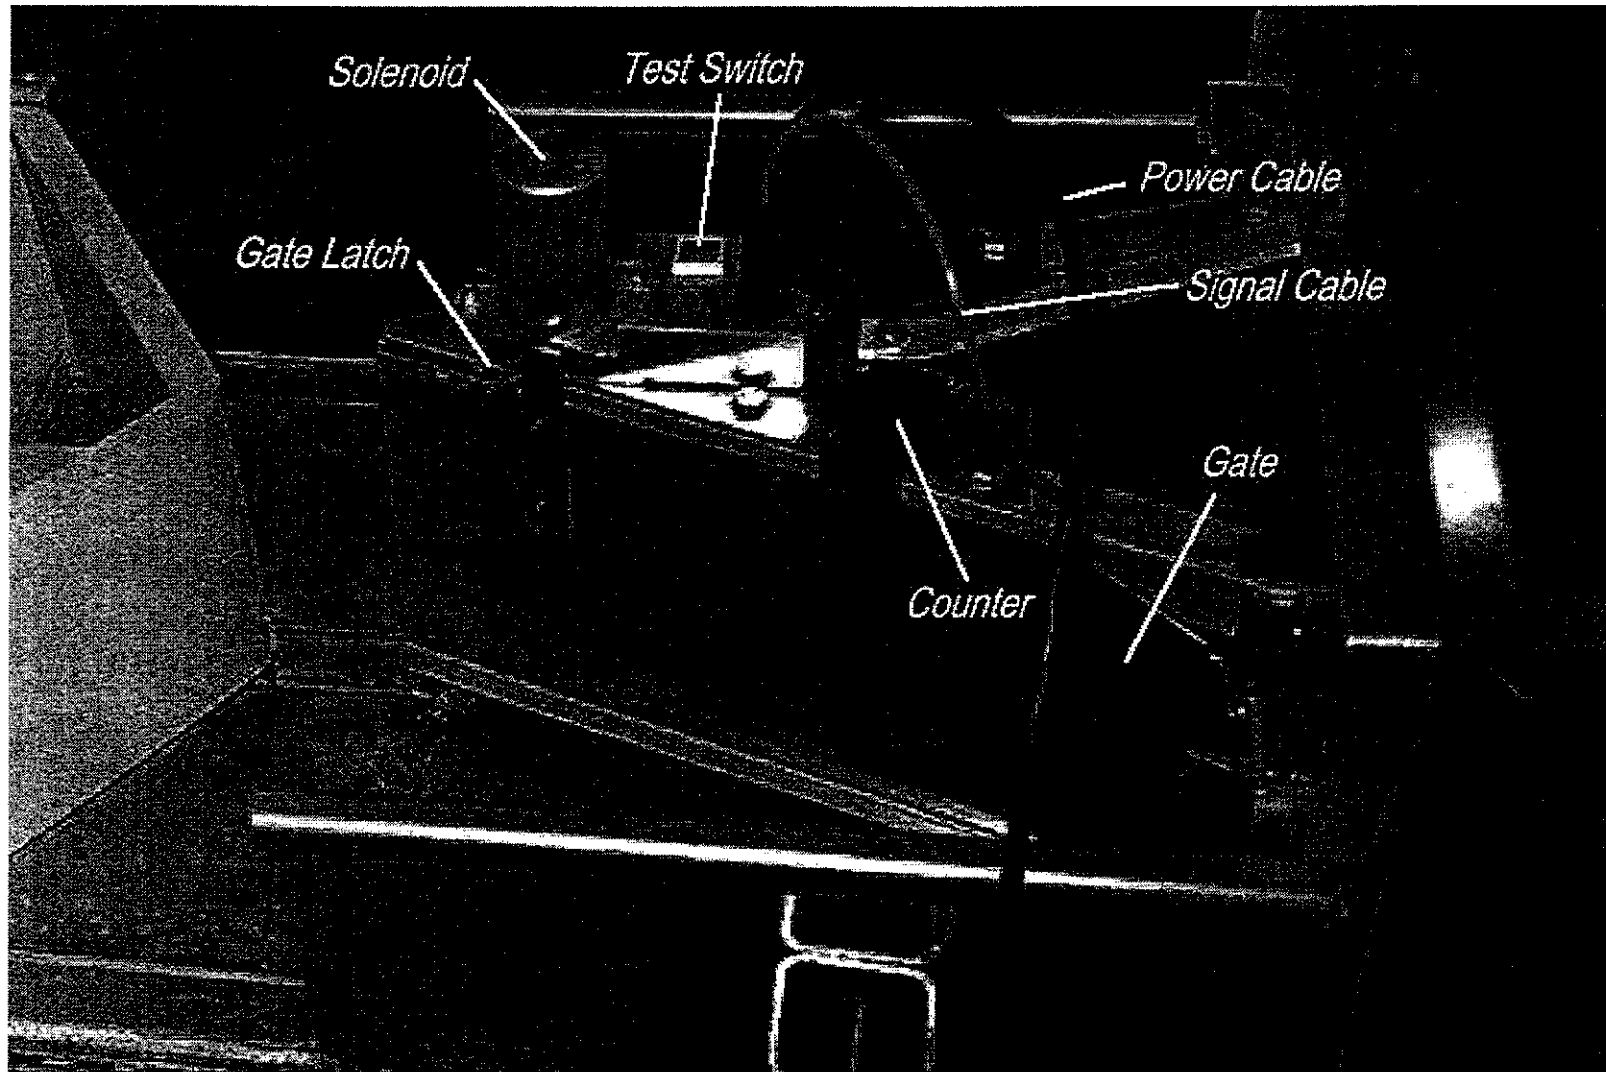 Solenoid
Test Switch
Power Cable
Gate Latch
Signal Cable
Gate
Counter